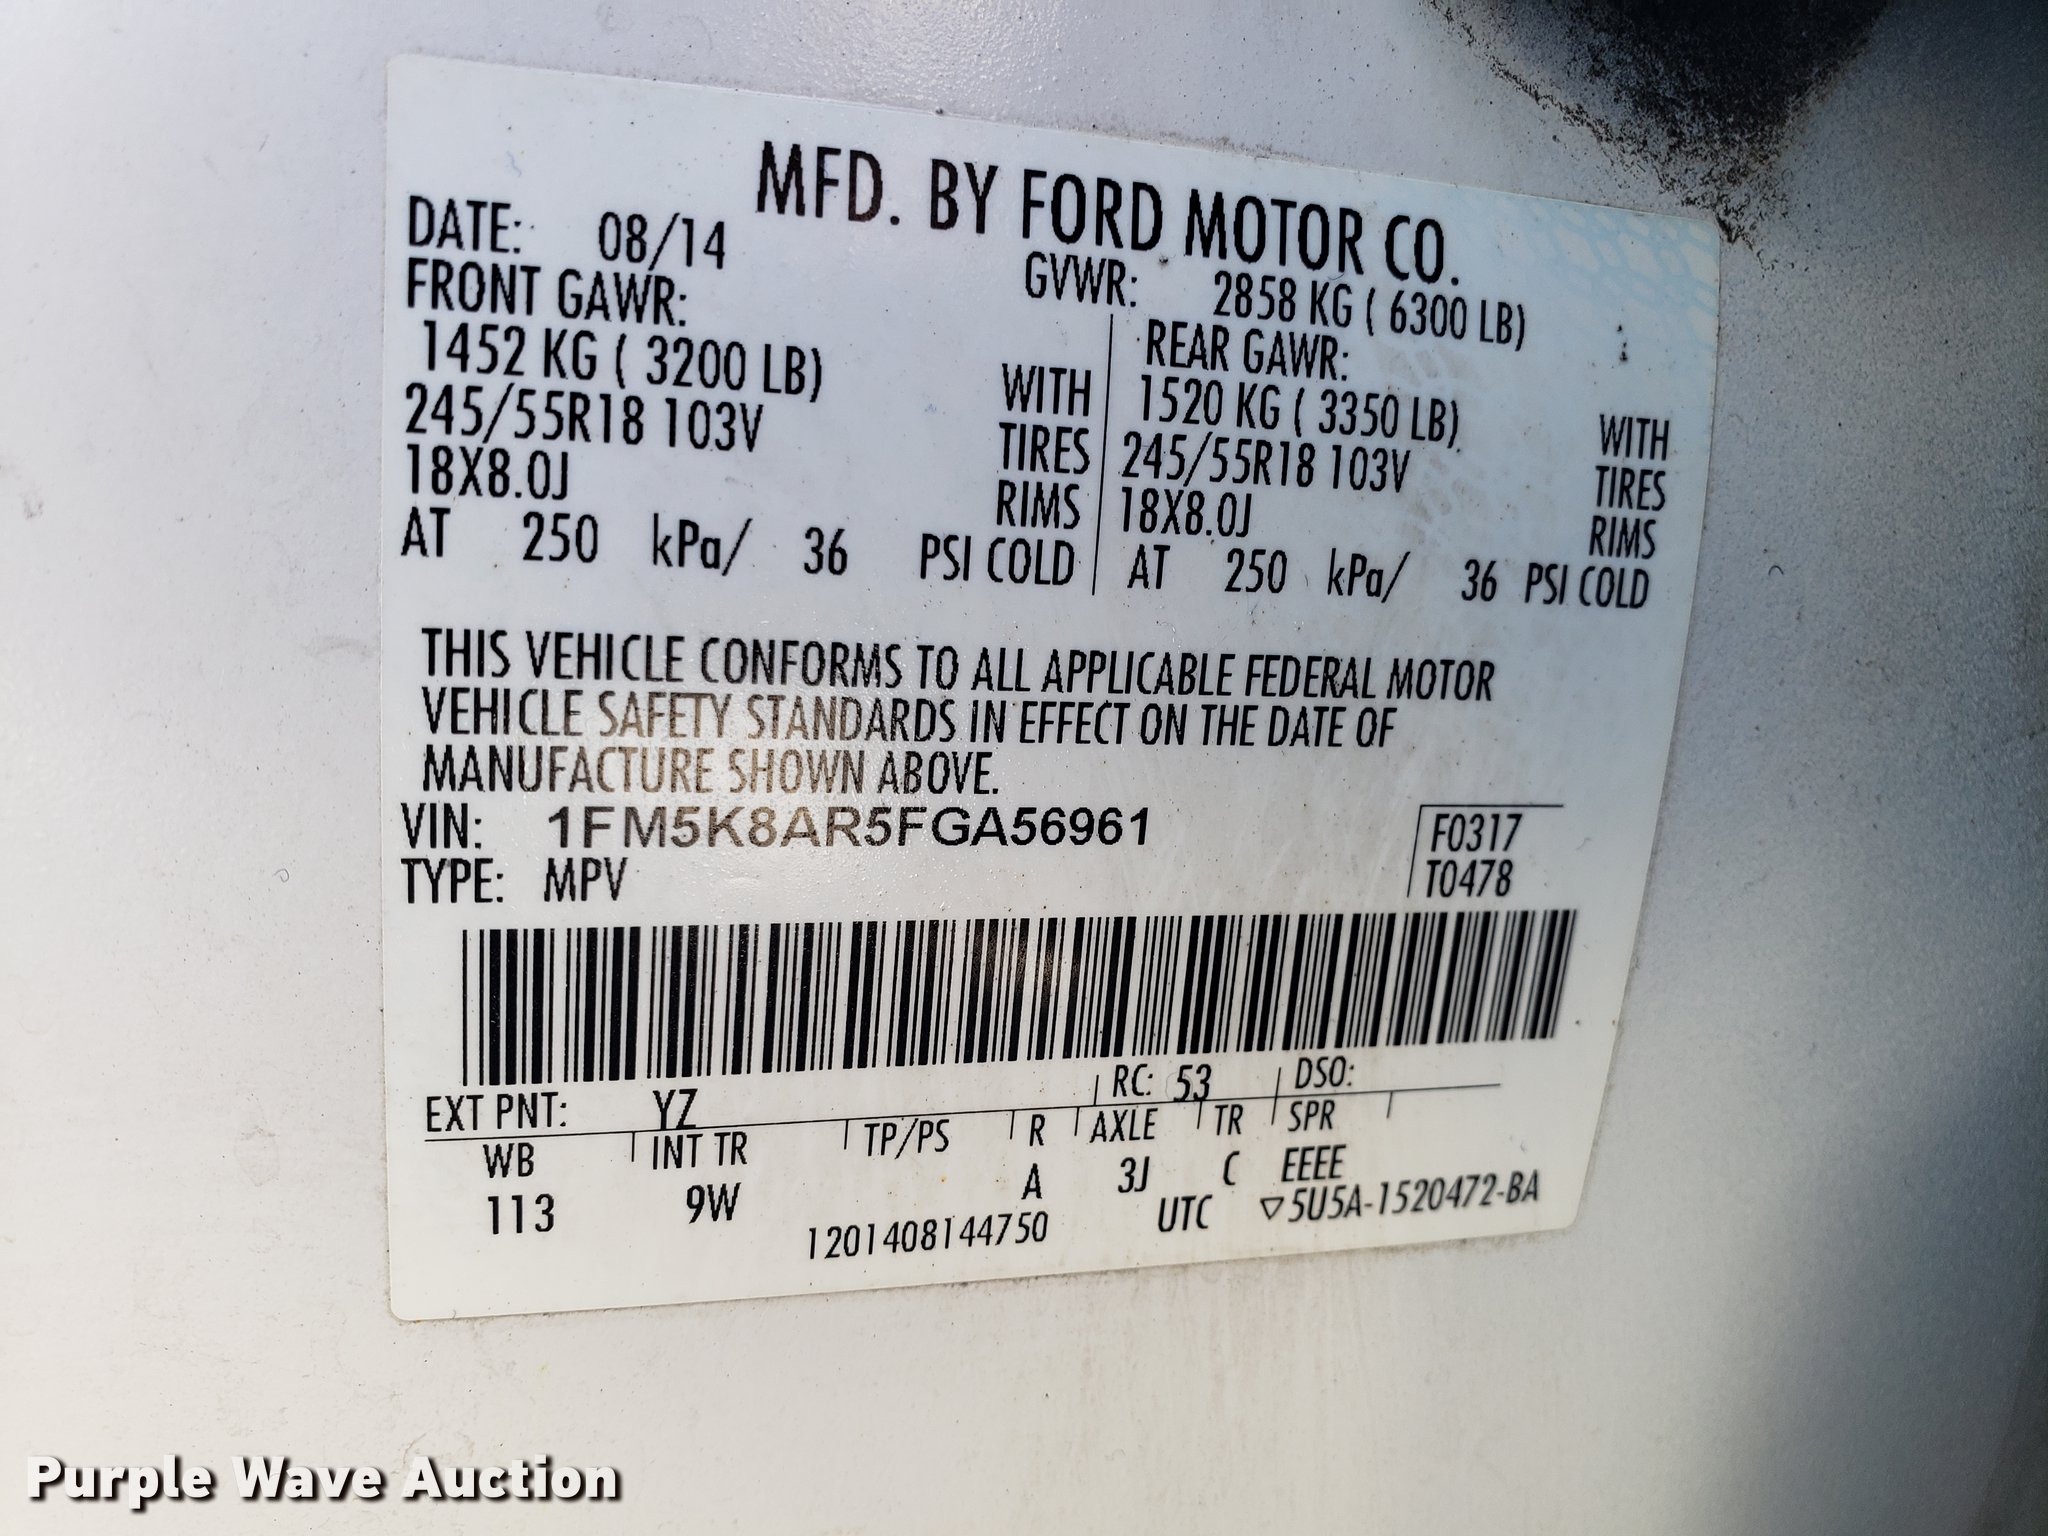 MFD. BY FORD MOTOR CO.
DATE: 08/14 GVWR: 2858 KG ( 6300 LB)
FRONT GAWR: REAR GAWR:
1452 KG ( 3200 LB) WITH 1520 KG ( 3350 LB) WITH
245/55R18 103V TIRES 245/55R18 103V TIRES
18X8.0J RIMS 18X8.0J RIMS
AT 250 kPa/ 36 PSI COLD AT 250 kPa/ 36 PSI COLD
THIS VEHICLE CONFORMS TO ALL APPLICABLE FEDERAL MOTOR
VEHICLE SAFETY STANDARDS IN EFFECT ON THE DATE OF
MANUFACTURE SHOWN ABOVE.
VIN: 1FM5K8AR5FGA56961 F0317
TYPE: MPV T0478
EXT PNT: YZ RC: 53 DSO:
WB INT TR TP/PS R AXLE TR SPR
113 9W A 3J C EEEE
1201408144750 UTC ▽5U5A-1520472-BA
Purple Wave Auction